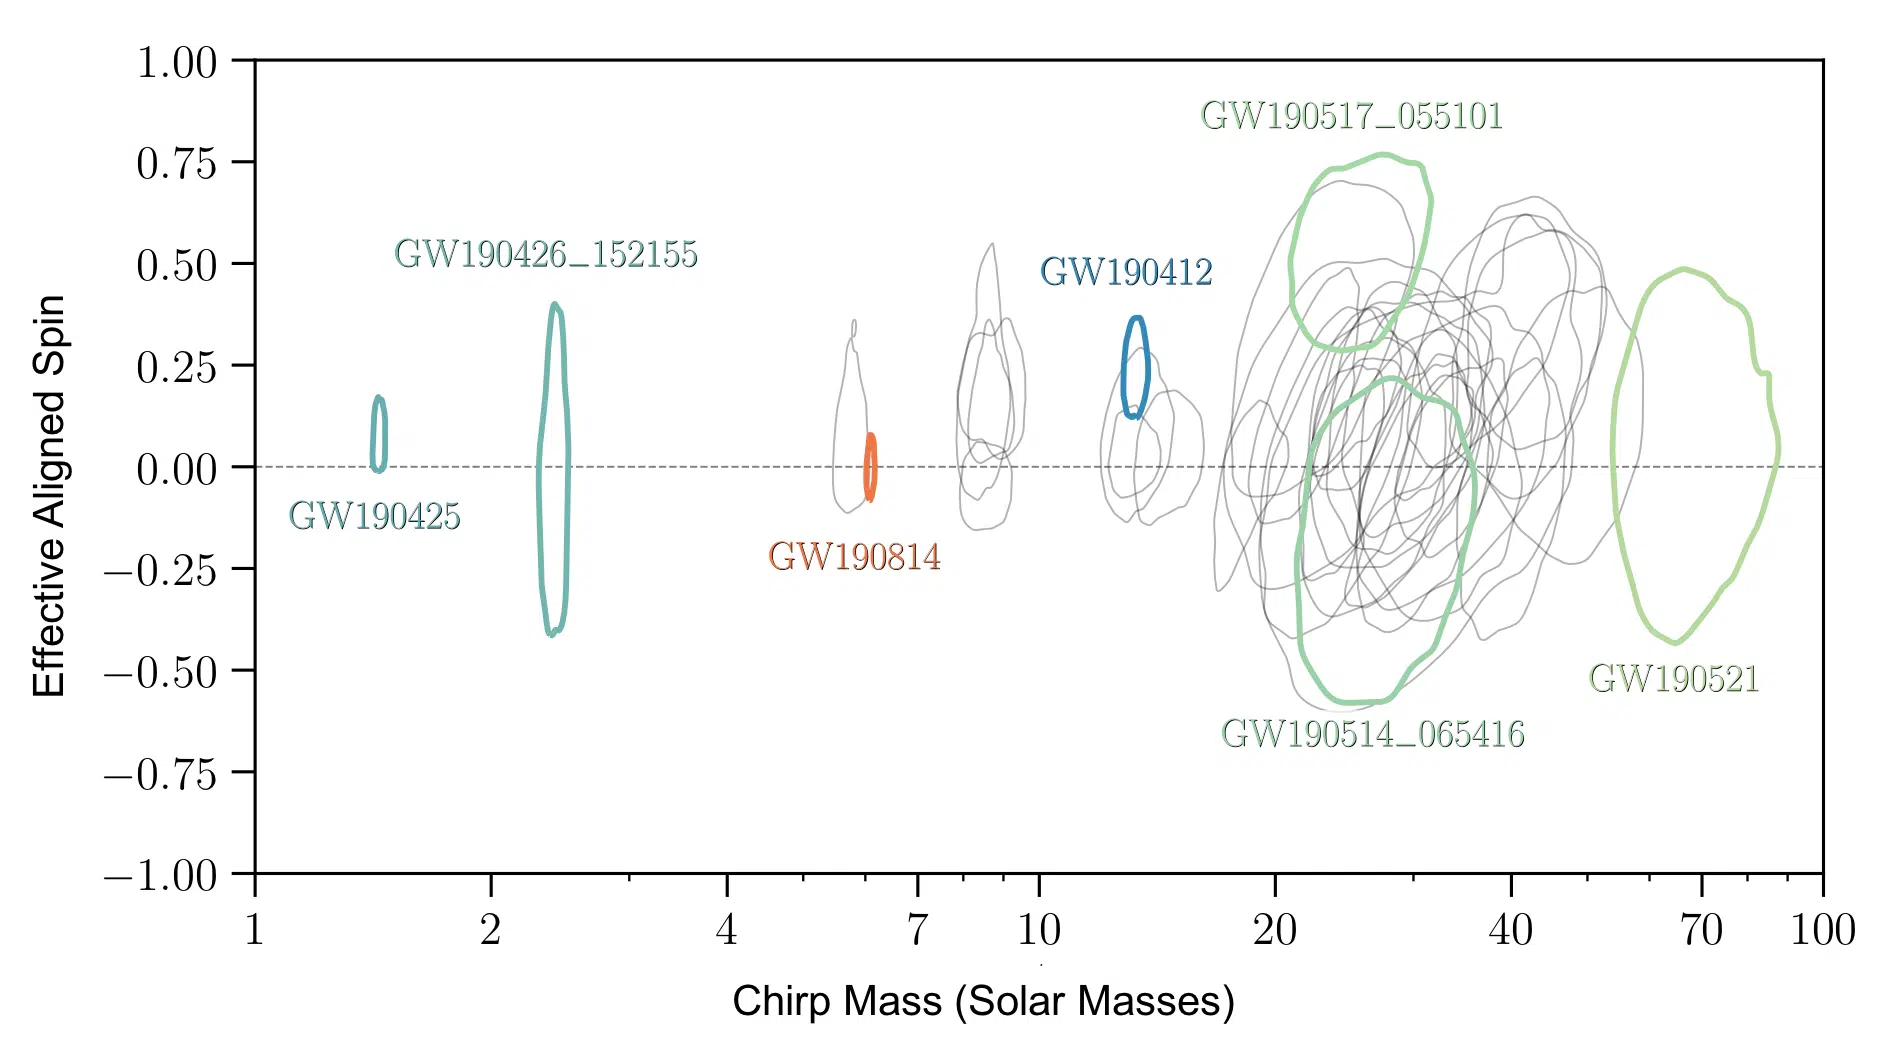 1.00
GW190517_055101
0.75
GW190426_152155
0.50
GW190412
0.25
0.00
GW190425
GW190814
−0.25
−0.50
GW190521
GW190514_065416
−0.75
−1.00
Effective Aligned Spin
1 2 4 7 10 20 40 70 100
Chirp Mass (Solar Masses)